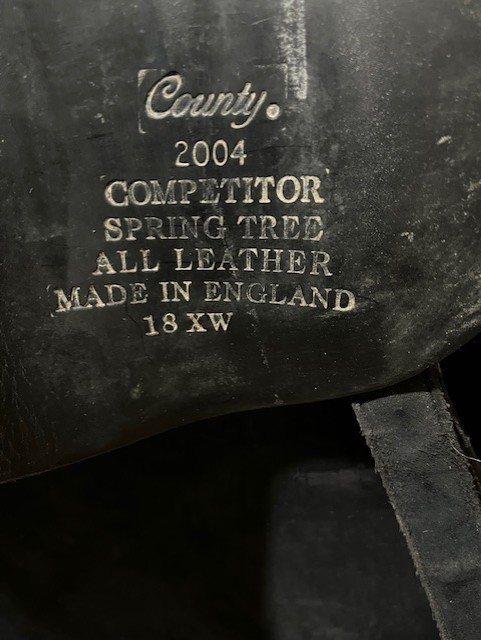 County.
2004
COMPETITOR
SPRING TREE
ALL LEATHER
MADE IN ENGLAND
18 XW